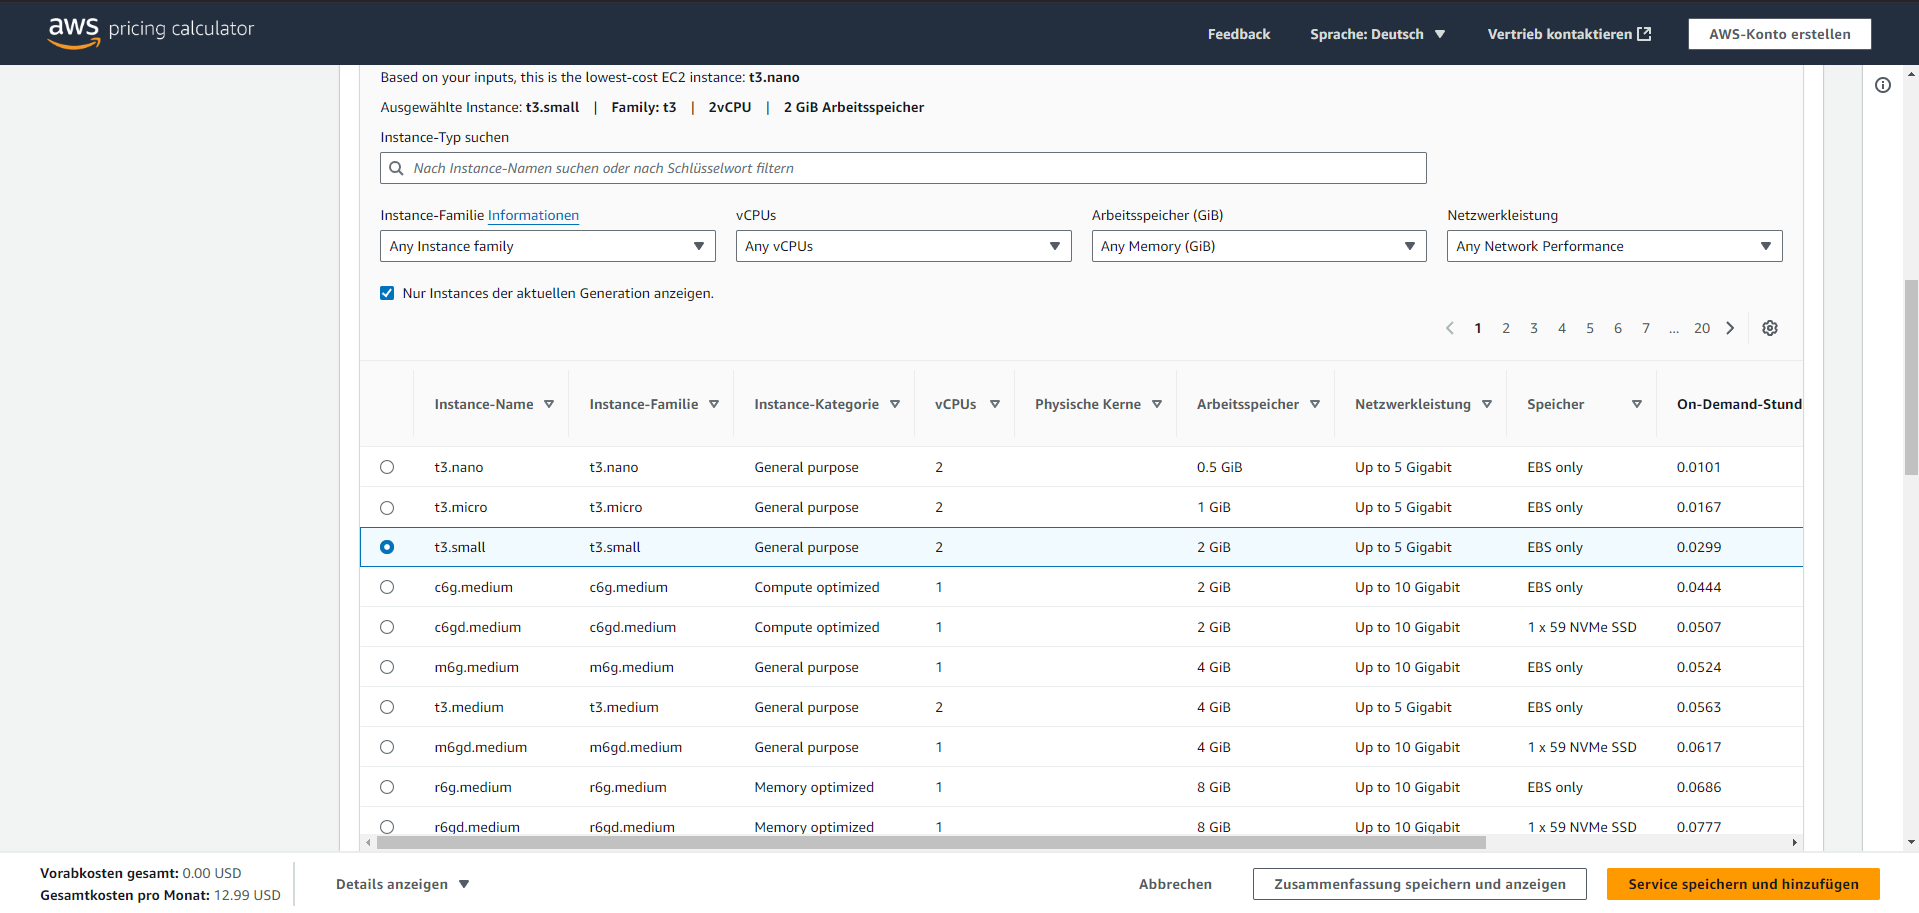 aws pricing calculator
Feedback Sprache: Deutsch Vertrieb kontaktieren AWS-Konto erstellen
Based on your inputs, this is the lowest-cost EC2 instance: t3.nano
Ausgewählte Instance: t3.small | Family: t3 | 2vCPU | 2 GiB Arbeitsspeicher
Instance-Typ suchen
Nach Instance-Namen suchen oder nach Schlüsselwort filtern
Instance-Familie Informationen vCPUs Arbeitsspeicher (GiB) Netzwerkleistung
Any Instance family Any vCPUs Any Memory (GiB) Any Network Performance
Nur Instances der aktuellen Generation anzeigen.
1 2 3 4 5 6 7 ... 20
Instance-Name Instance-Familie Instance-Kategorie vCPUs Physische Kerne Arbeitsspeicher Netzwerkleistung Speicher On-Demand-Stund
t3.nano t3.nano General purpose 2 0.5 GiB Up to 5 Gigabit EBS only 0.0101
t3.micro t3.micro General purpose 2 1 GiB Up to 5 Gigabit EBS only 0.0167
t3.small t3.small General purpose 2 2 GiB Up to 5 Gigabit EBS only 0.0299
c6g.medium c6g.medium Compute optimized 1 2 GiB Up to 10 Gigabit EBS only 0.0444
c6gd.medium c6gd.medium Compute optimized 1 2 GiB Up to 10 Gigabit 1 x 59 NVMe SSD 0.0507
m6g.medium m6g.medium General purpose 1 4 GiB Up to 10 Gigabit EBS only 0.0524
t3.medium t3.medium General purpose 2 4 GiB Up to 5 Gigabit EBS only 0.0563
m6gd.medium m6gd.medium General purpose 1 4 GiB Up to 10 Gigabit 1 x 59 NVMe SSD 0.0617
r6g.medium r6g.medium Memory optimized 1 8 GiB Up to 10 Gigabit EBS only 0.0686
r6gd.medium r6gd.medium Memory optimized 1 8 GiB Up to 10 Gigabit 1 x 59 NVMe SSD 0.0777
Vorabkosten gesamt: 0.00 USD
Gesamtkosten pro Monat: 12.99 USD
Details anzeigen Abbrechen Zusammenfassung speichern und anzeigen Service speichern und hinzufügen